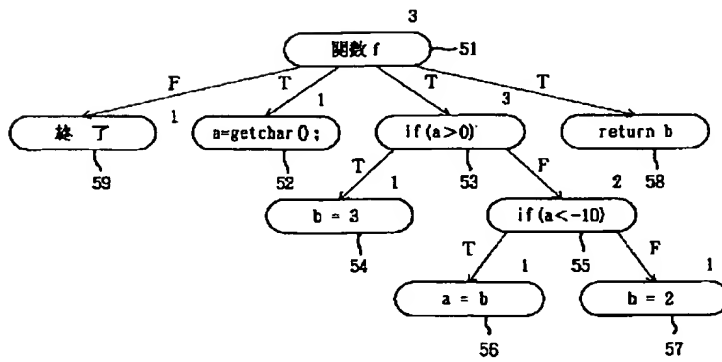 3
関数 f
51
F
T
T
T
1
1
3
終 了
a=getchar();
if(a>0)
return b
59
52
T
53
F
58
1
2
b = 3
if(a<-10)
54
T
55
F
1
1
a = b
b = 2
56
57